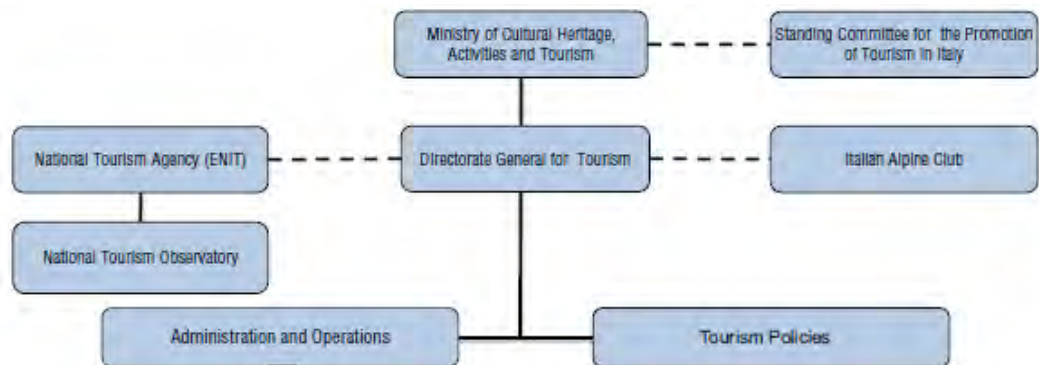 Ministry of Cultural Heritage,
Activities and Tourism
Standing Committee for the Promotion
of Tourism in Italy
National Tourism Agency (ENIT)
Directorate General for Tourism
Italian Alpine Club
National Tourism Observatory
Administration and Operations
Tourism Policies